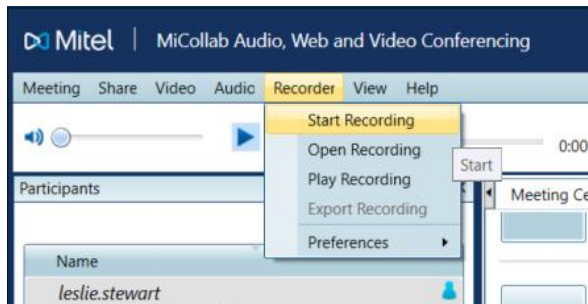 Mitel | MiCollab Audio, Web and Video Conferencing
Meeting Share Video Audio Recorder View Help
Start Recording
Open Recording
Play Recording
Export Recording
Preferences
Start
0:00
Participants
Meeting Ce
Name
leslie.stewart